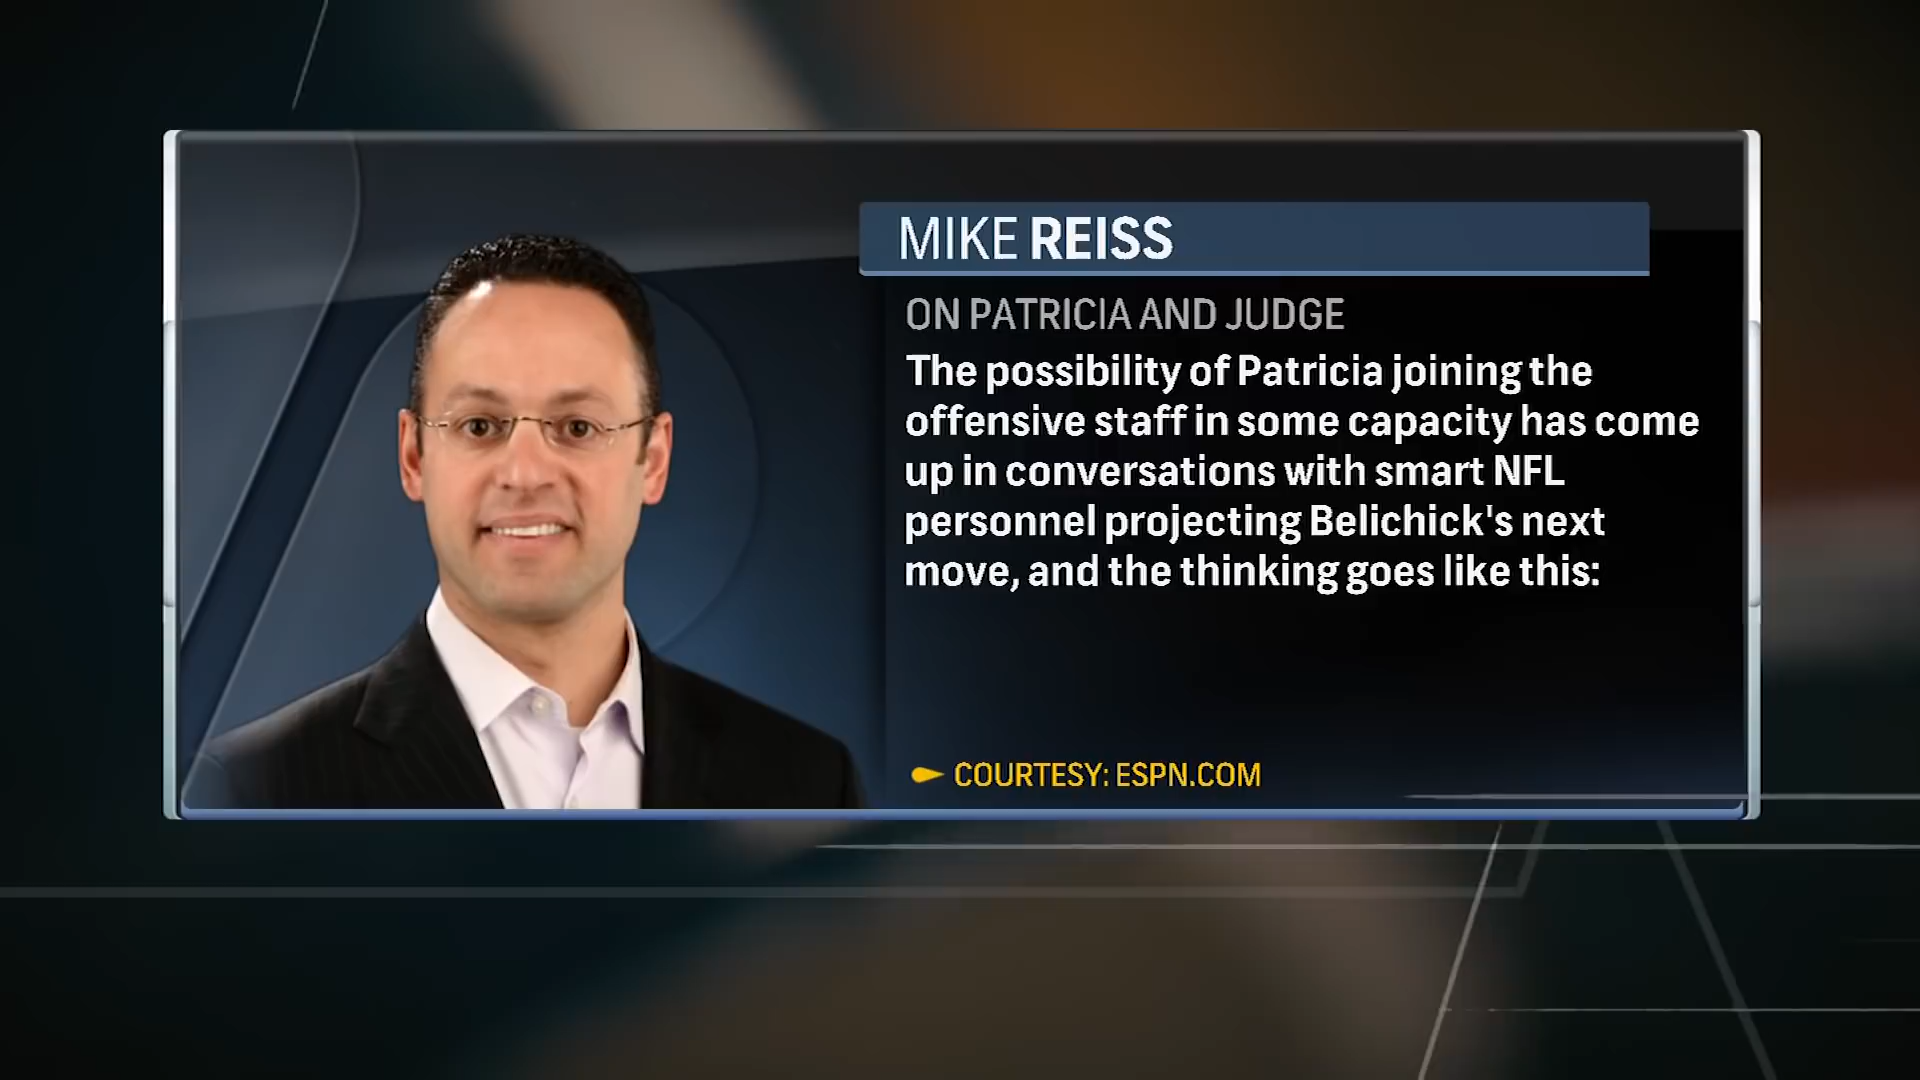 MIKE REISS
ON PATRICIA AND JUDGE
The possibility of Patricia joining the
offensive staff in some capacity has come
up in conversations with smart NFL
personnel projecting Belichick's next
move, and the thinking goes like this:
COURTESY: ESPN.COM